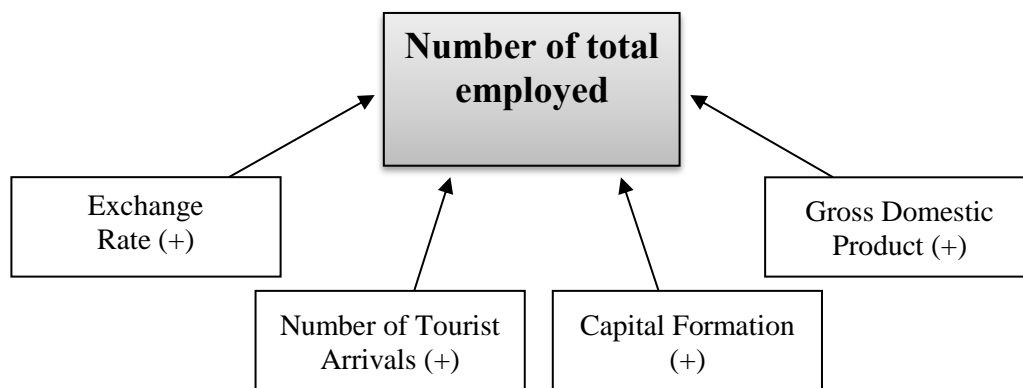 Number of total
employed
Exchange
Rate (+)
Gross Domestic
Product (+)
Number of Tourist
Arrivals (+)
Capital Formation
(+)